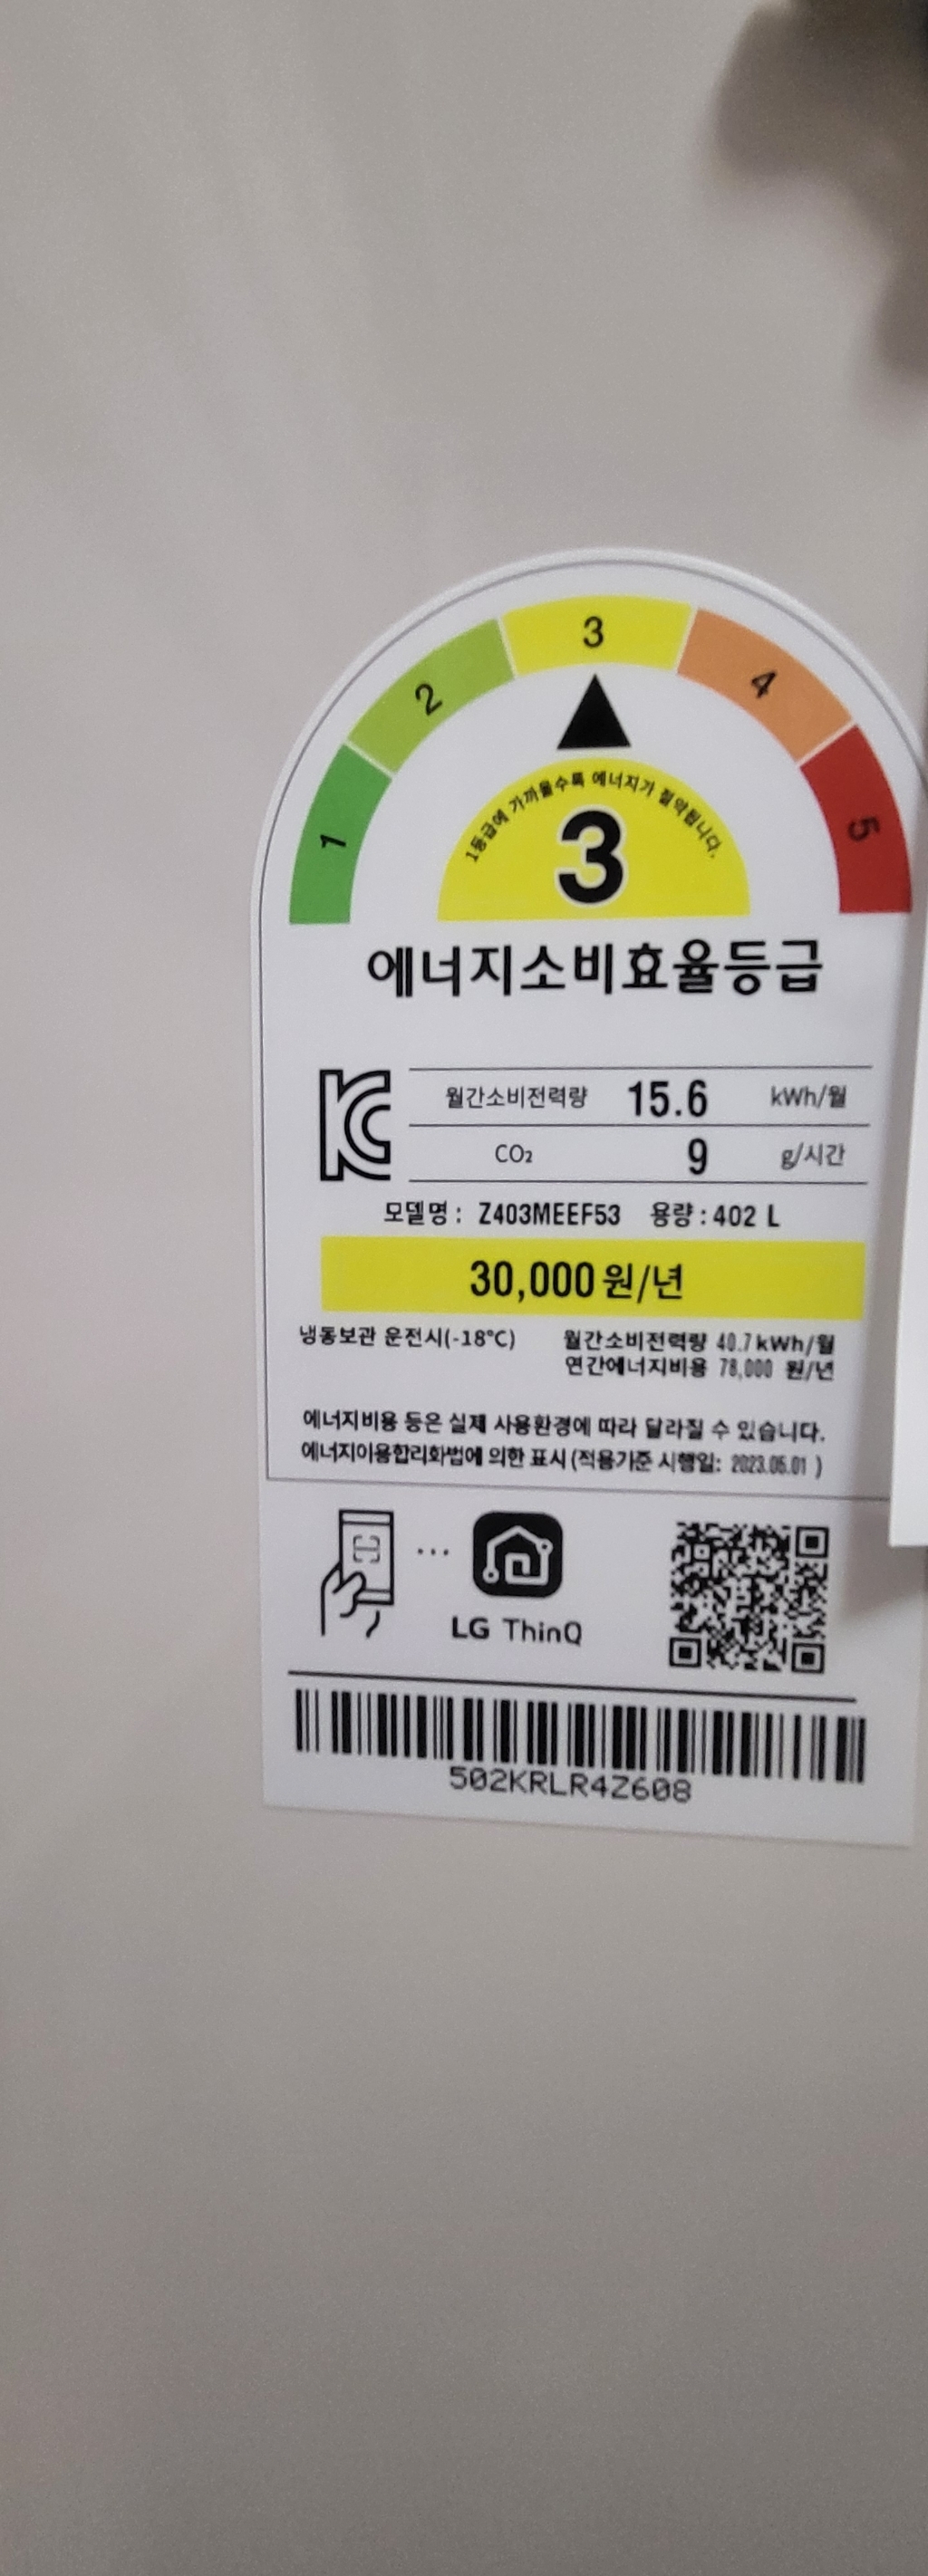 1 2 3 4 5
1등급에 가까울수록 에너지가 절약됩니다.
3
에너지소비효율등급
월간소비전력량 15.6 kWh/월
CO₂ 9 g/시간
모델명 : Z403MEEF53 용량 : 402 L
30,000원/년
냉동보관 운전시(-18℃) 월간소비전력량 40.7kWh/월
연간에너지비용 78,000 원/년
에너지비용 등은 실제 사용환경에 따라 달라질 수 있습니다.
에너지이용합리화법에 의한 표시 (적용기준 시행일: 2023.06.01 )
LG ThinQ
502KRLR4Z608